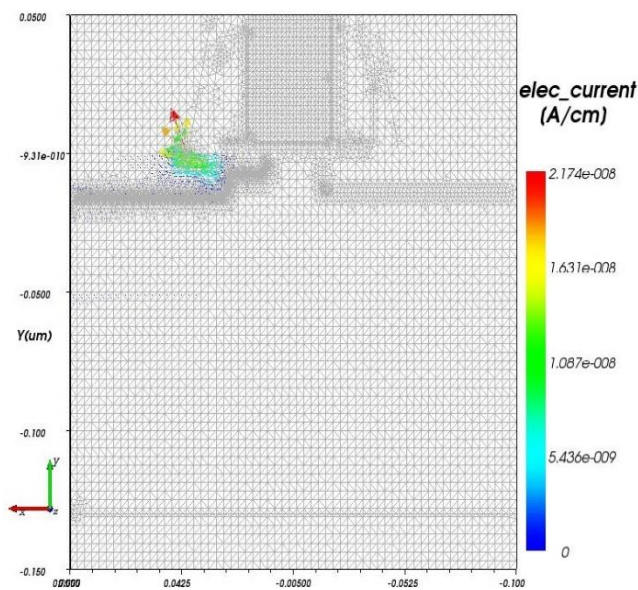 0.0500
elec_current
(A/cm)
-9.31e-010
2.174e-008
1.631e-008
-0.0500
Y(um)
1.087e-008
-0.100
5.436e-009
y
x
z
0
-0.150
0.0425
-0.00500
-0.0525
-0.100